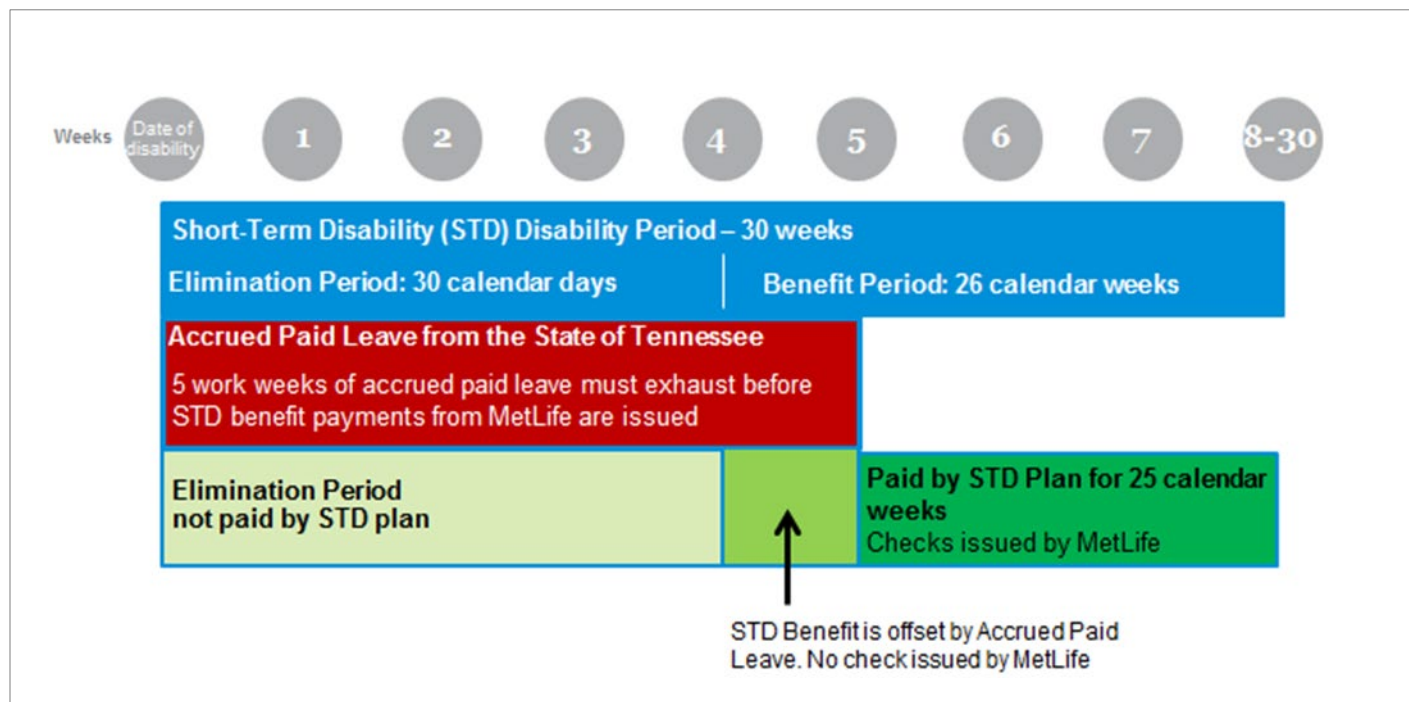 Weeks
Date of
disability
1
2
3
4
5
6
7
8-30
Short-Term Disability (STD) Disability Period – 30 weeks
Elimination Period: 30 calendar days
Benefit Period: 26 calendar weeks
Accrued Paid Leave from the State of Tennessee
5 work weeks of accrued paid leave must exhaust before
STD benefit payments from MetLife are issued
Elimination Period
not paid by STD plan
Paid by STD Plan for 25 calendar
weeks
Checks issued by MetLife
STD Benefit is offset by Accrued Paid
Leave. No check issued by MetLife